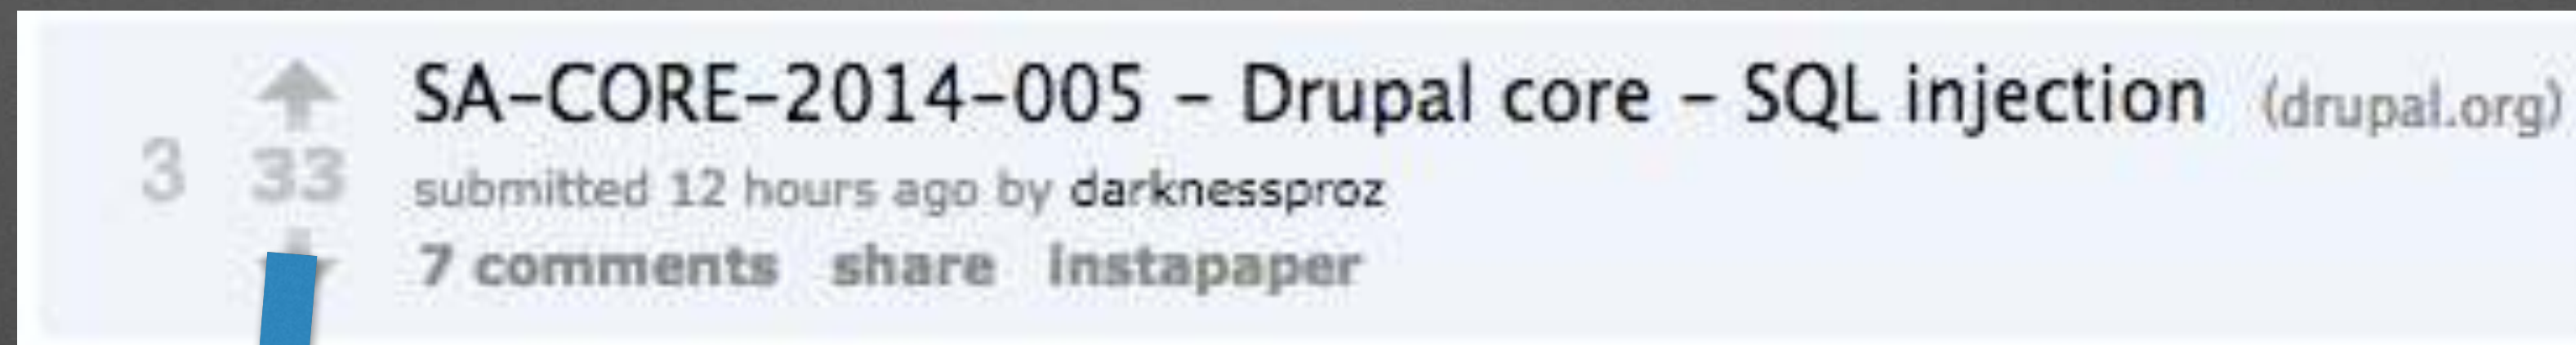 SA-CORE-2014-005 - Drupal core - SQL injection (drupal.org)
3 33 submitted 12 hours ago by darknessproz
7 comments share instapaper